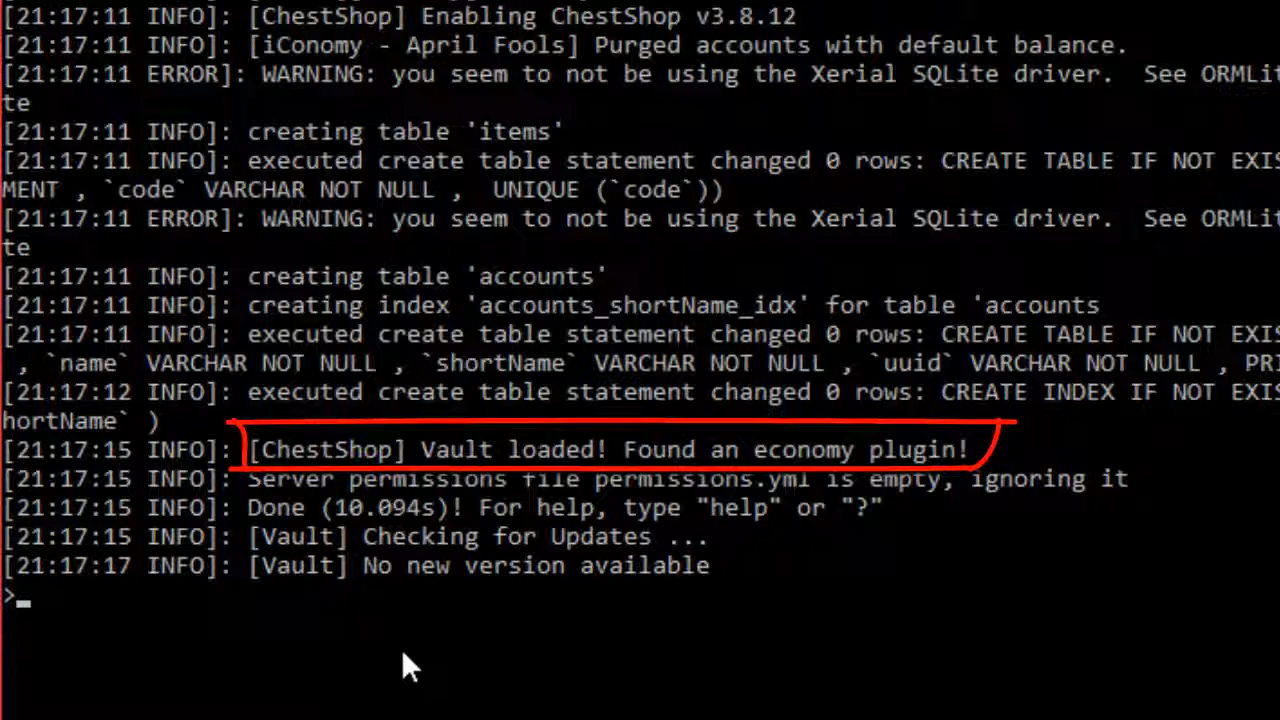 [21:17:11 INFO]: [ChestShop] Enabling ChestShop v3.8.12
[21:17:11 INFO]: [iConomy - April Fools] Purged accounts with default balance.
[21:17:11 ERROR]: WARNING: you seem to not be using the Xerial SQLite driver.  See ORMLit
te
[21:17:11 INFO]: creating table 'items'
[21:17:11 INFO]: executed create table statement changed 0 rows: CREATE TABLE IF NOT EXIS
MENT , `code` VARCHAR NOT NULL ,  UNIQUE (`code`))
[21:17:11 ERROR]: WARNING: you seem to not be using the Xerial SQLite driver.  See ORMLit
te
[21:17:11 INFO]: creating table 'accounts'
[21:17:11 INFO]: creating index 'accounts_shortName_idx' for table 'accounts
[21:17:11 INFO]: executed create table statement changed 0 rows: CREATE TABLE IF NOT EXIS
, `name` VARCHAR NOT NULL , `shortName` VARCHAR NOT NULL , `uuid` VARCHAR NOT NULL , PRI
[21:17:12 INFO]: executed create table statement changed 0 rows: CREATE INDEX IF NOT EXIS
hortName` )
[21:17:15 INFO]: [ChestShop] Vault loaded! Found an economy plugin!
[21:17:15 INFO]: Server permissions file permissions.yml is empty, ignoring it
[21:17:15 INFO]: Done (10.094s)! For help, type "help" or "?"
[21:17:15 INFO]: [Vault] Checking for Updates ...
[21:17:17 INFO]: [Vault] No new version available
>_